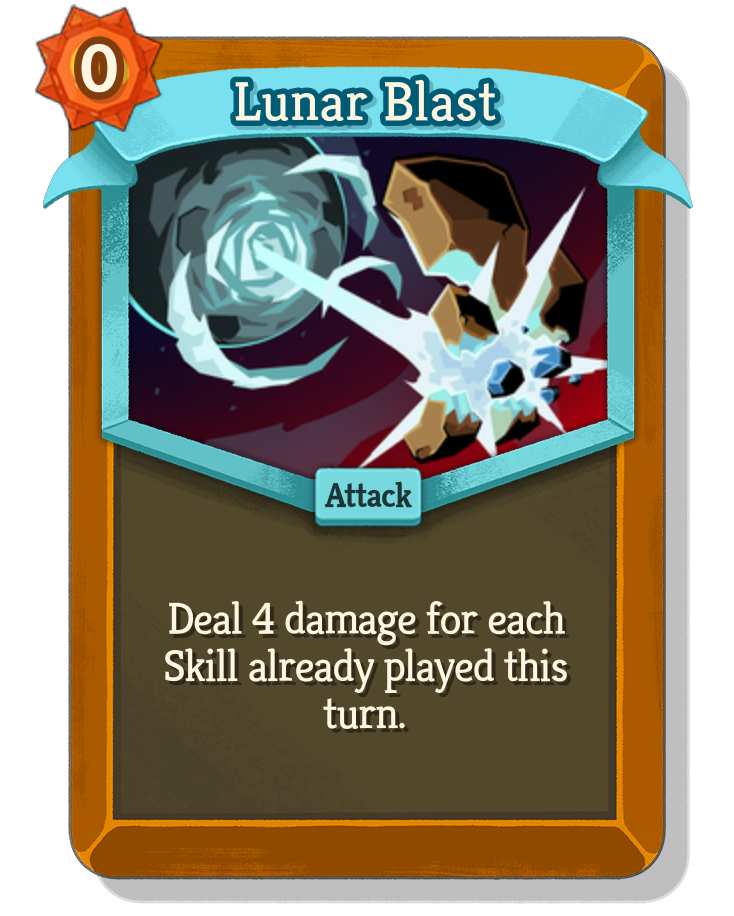 0
Lunar Blast
Attack
Deal 4 damage for each
Skill already played this
turn.